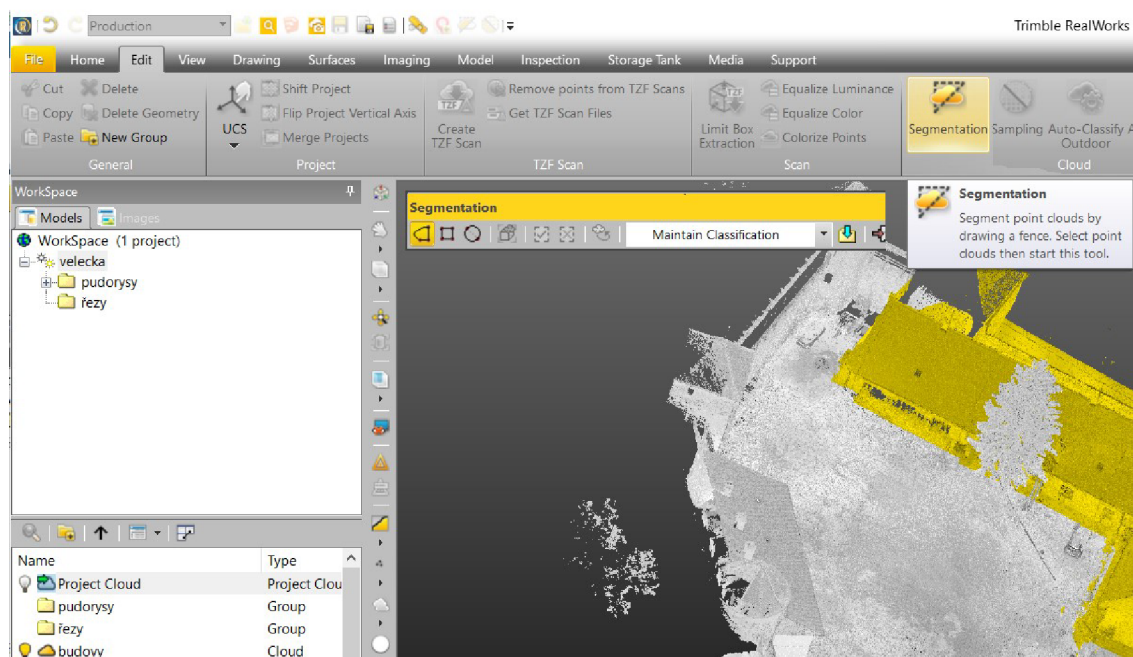 Production
Trimble RealWorks
File Home Edit View Drawing Surfaces Imaging Model Inspection Storage Tank Media Support
Cut Delete
Copy Delete Geometry
Paste New Group
General
UCS
Shift Project
Flip Project Vertical Axis
Merge Projects
Project
TZF
Create
TZF Scan
Remove points from TZF Scans
Get TZF Scan Files
TZF Scan
Limit Box
Extraction
Equalize Luminance
Equalize Color
Colorize Points
Scan
Segmentation Sampling Auto-Classify A
Outdoor
Cloud
WorkSpace
Models Images
WorkSpace (1 project)
velecka
pudorysy
řezy
Segmentation
Maintain Classification
Segmentation
Segment point clouds by
drawing a fence. Select point
clouds then start this tool.
Name Type
Project Cloud Project Clou
pudorysy Group
řezy Group
budovy Cloud